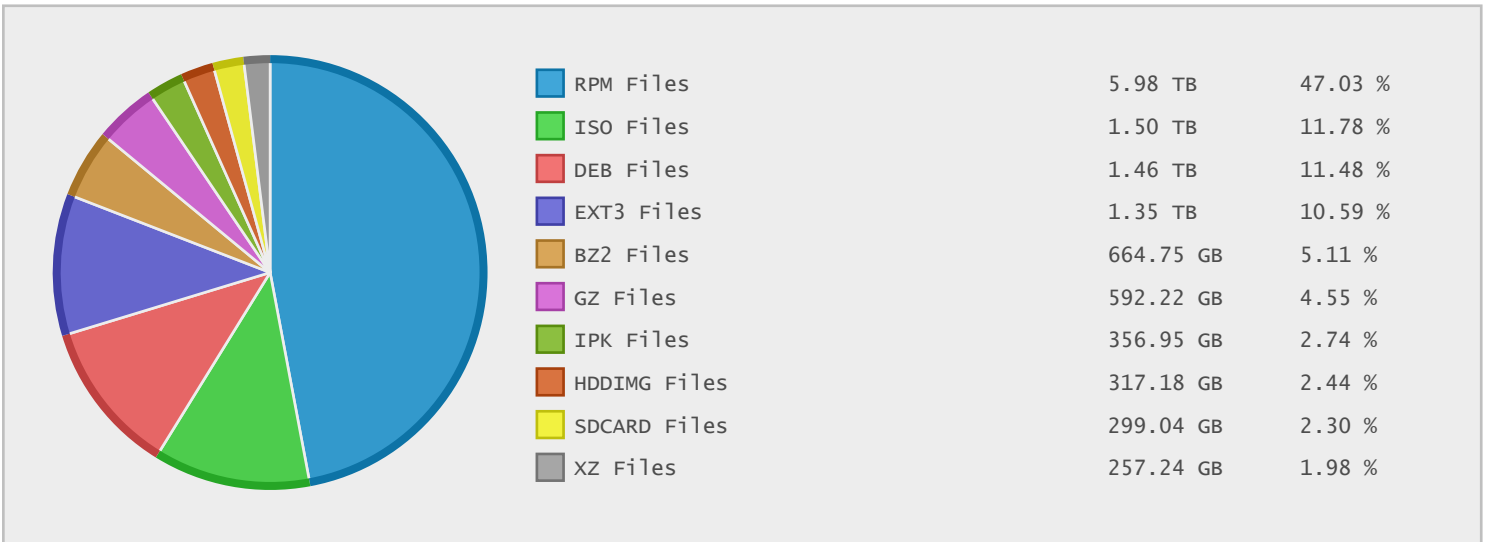 RPM Files 5.98 TB 47.03 %
ISO Files 1.50 TB 11.78 %
DEB Files 1.46 TB 11.48 %
EXT3 Files 1.35 TB 10.59 %
BZ2 Files 664.75 GB 5.11 %
GZ Files 592.22 GB 4.55 %
IPK Files 356.95 GB 2.74 %
HDDIMG Files 317.18 GB 2.44 %
SDCARD Files 299.04 GB 2.30 %
XZ Files 257.24 GB 1.98 %